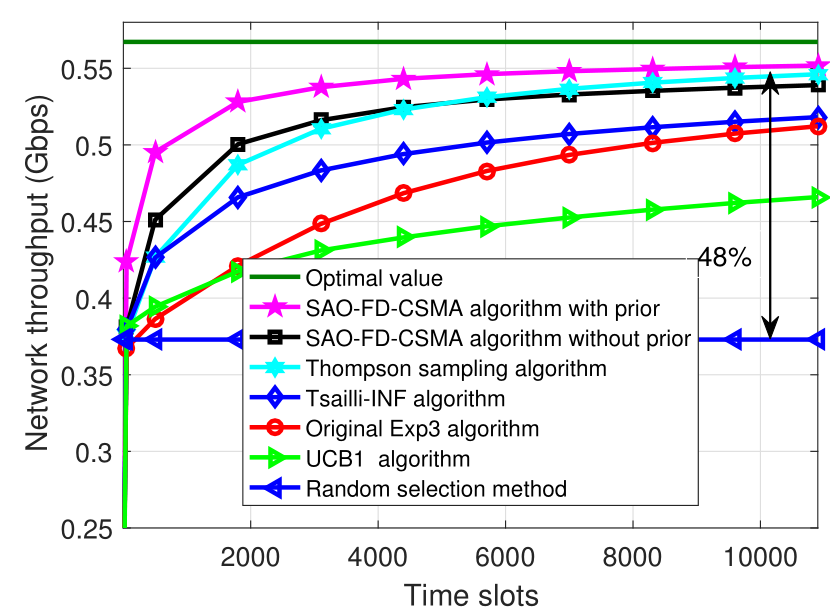 Network throughput (Gbps)
0.55
0.5
0.45
0.4
0.35
0.3
0.25
48%
Optimal value
SAO-FD-CSMA algorithm with prior
SAO-FD-CSMA algorithm without prior
Thompson sampling algorithm
Tsailli-INF algorithm
Original Exp3 algorithm
UCB1 algorithm
Random selection method
2000 4000 6000 8000 10000
Time slots